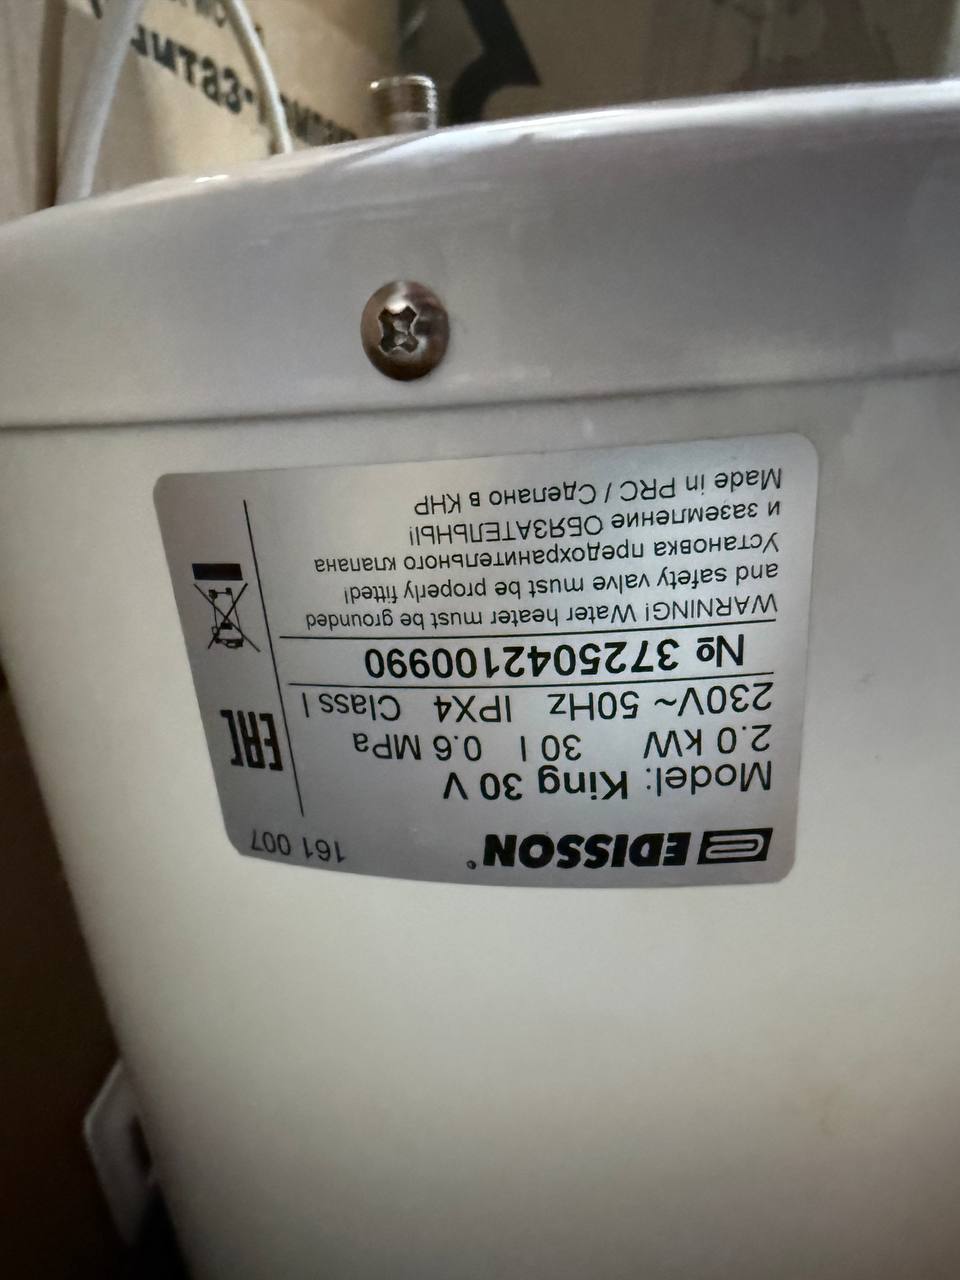 EDISSON®
161 007
Model: King 30 V
2.0 kW 30 l 0.6 MPa
230V~ 50Hz IPX4 Class I
№ 3725042100990
WARNING! Water heater must be grounded
and safety valve must be properly fitted!
Установка предохранительного клапана
и заземление ОБЯЗАТЕЛЬНЫ!
Made in PRC / Сделано в КНР
EAC